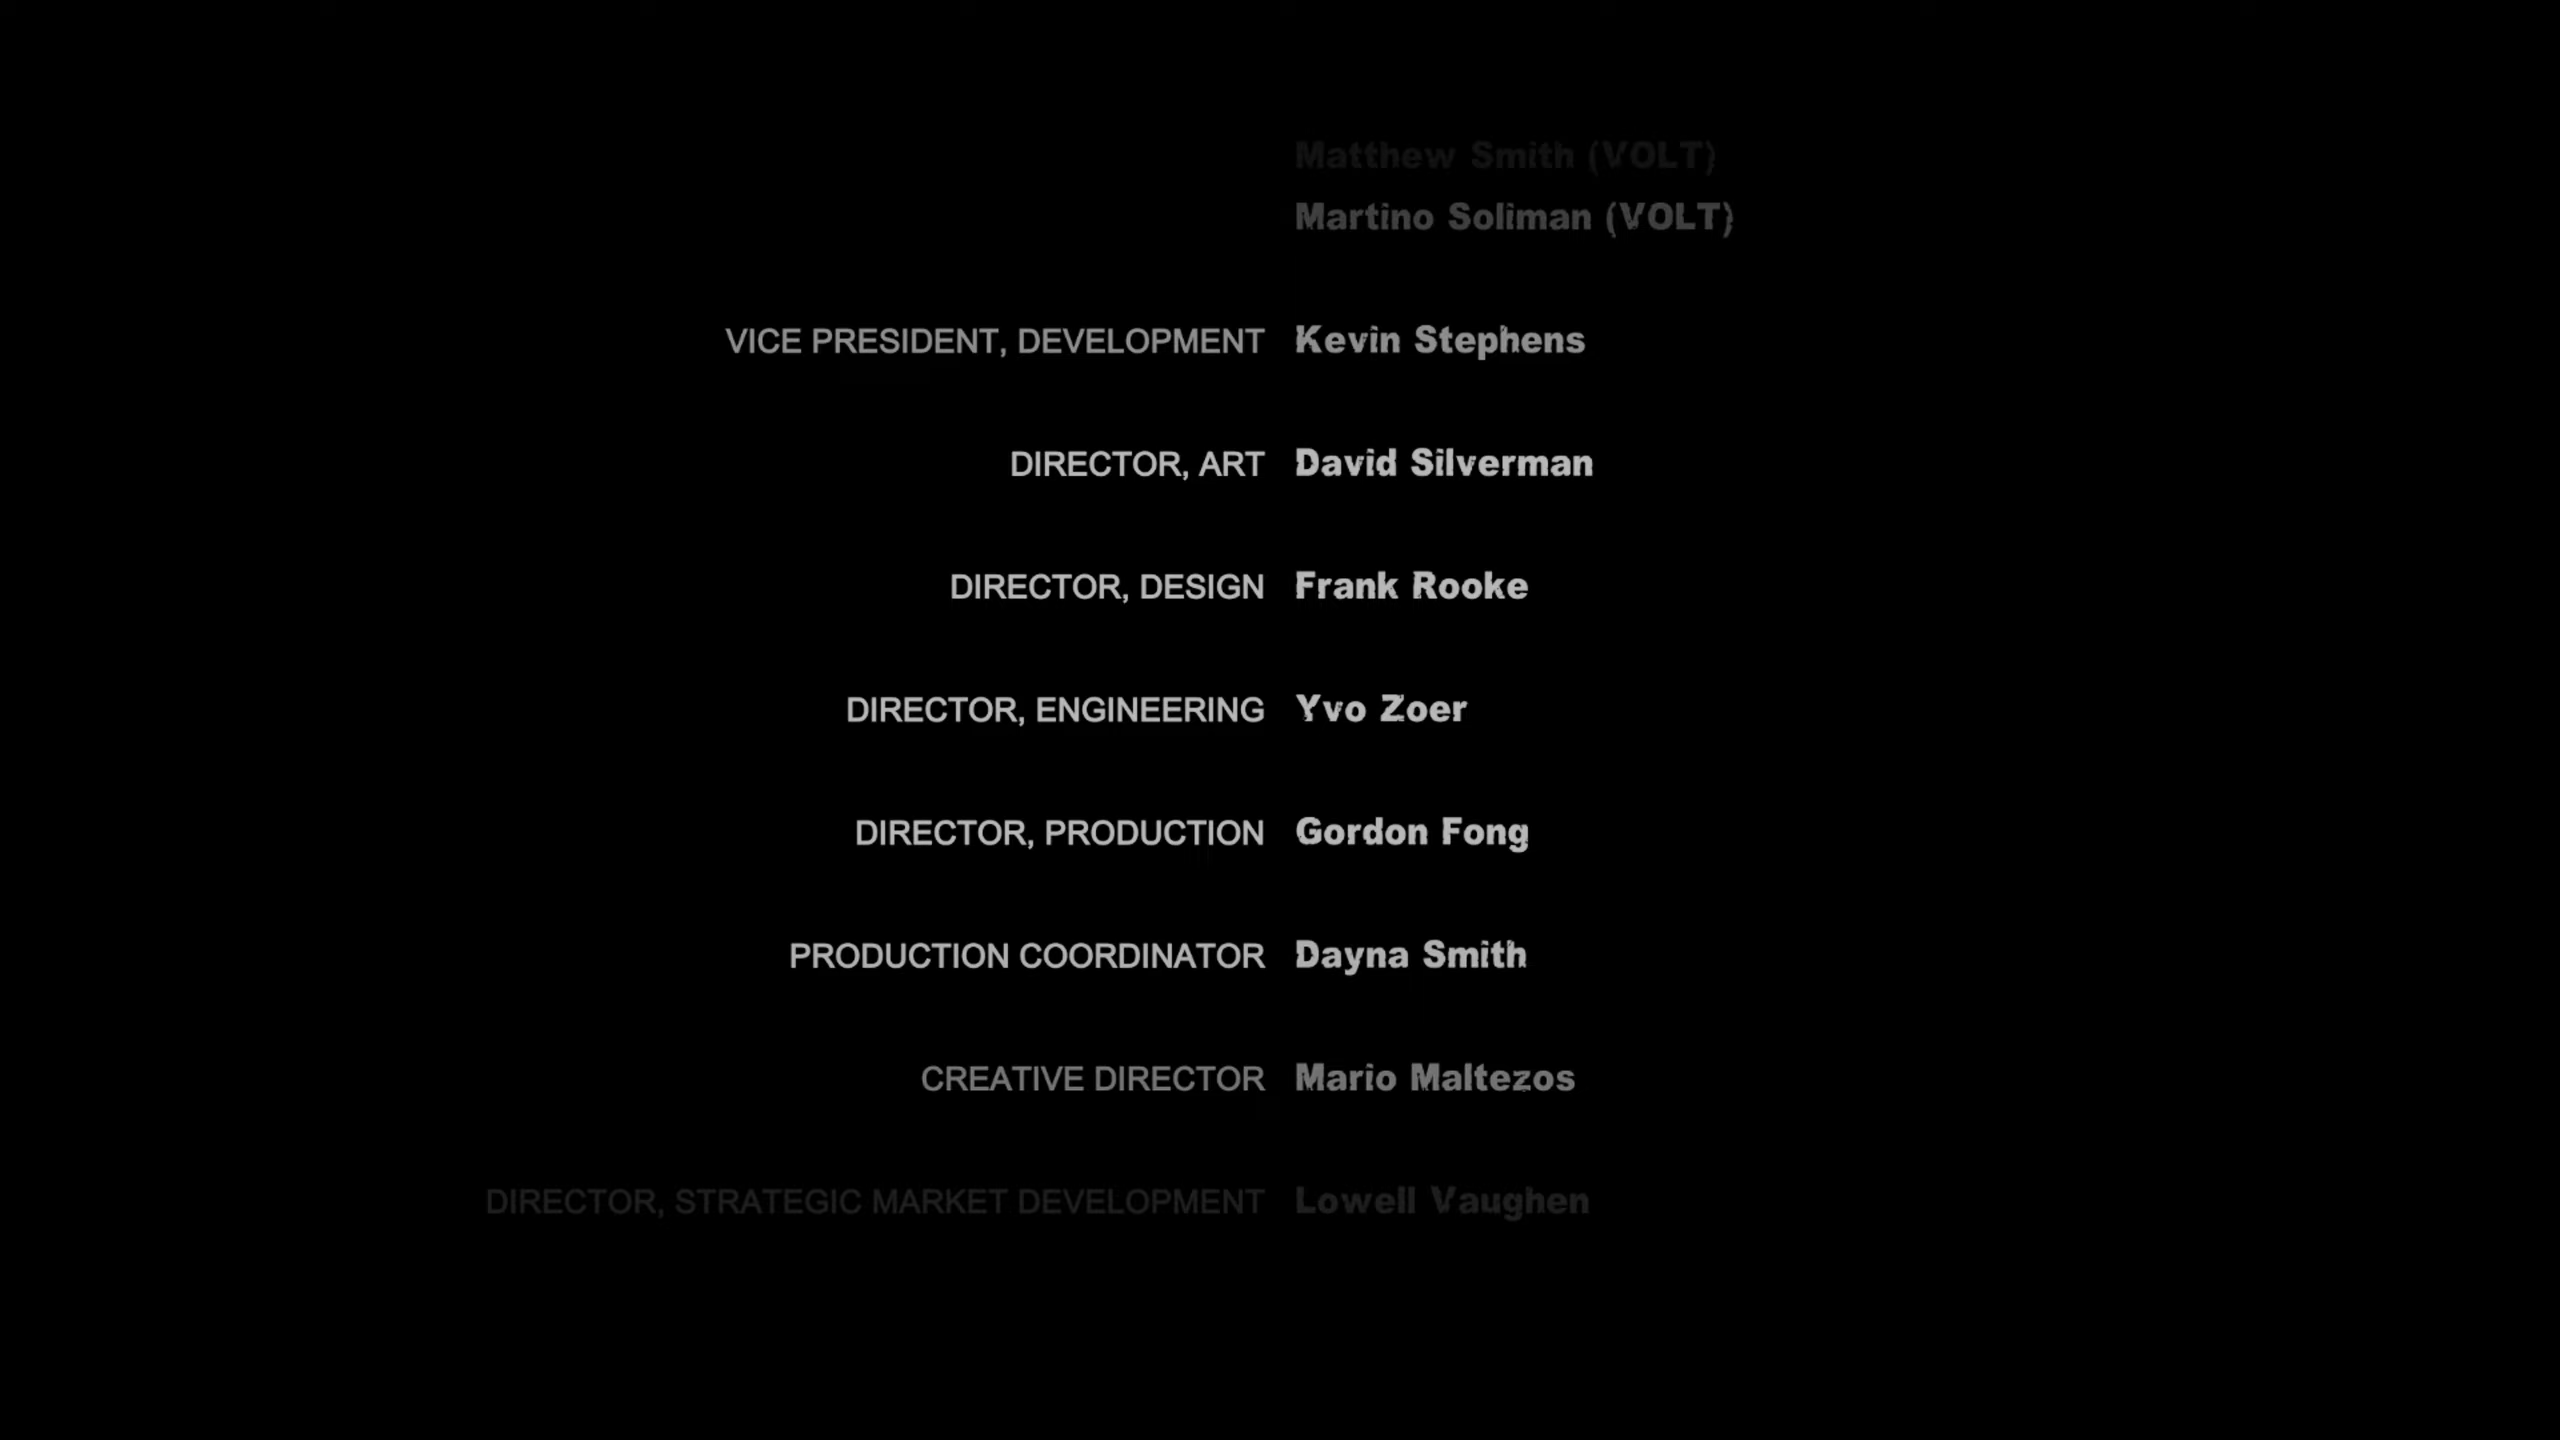 Matthew Smith (VOLT)
Martino Soliman (VOLT)
VICE PRESIDENT, DEVELOPMENT Kevin Stephens
DIRECTOR, ART David Silverman
DIRECTOR, DESIGN Frank Rooke
DIRECTOR, ENGINEERING Yvo Zoer
DIRECTOR, PRODUCTION Gordon Fong
PRODUCTION COORDINATOR Dayna Smith
CREATIVE DIRECTOR Mario Maltezos
DIRECTOR, STRATEGIC MARKET DEVELOPMENT Lowell Vaughen